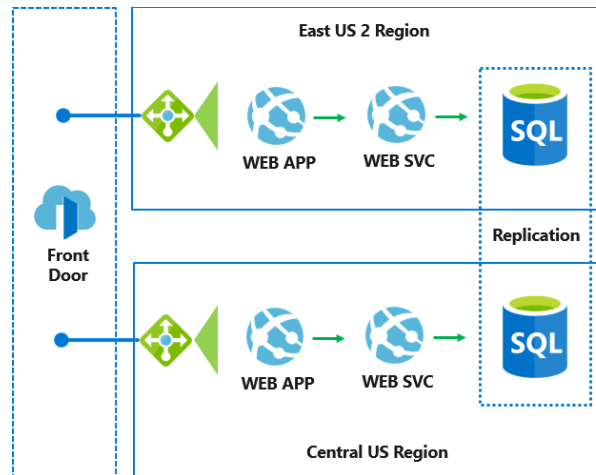 East US 2 Region
SQL
WEB APP
WEB SVC
Front
Door
Replication
SQL
WEB APP
WEB SVC
Central US Region